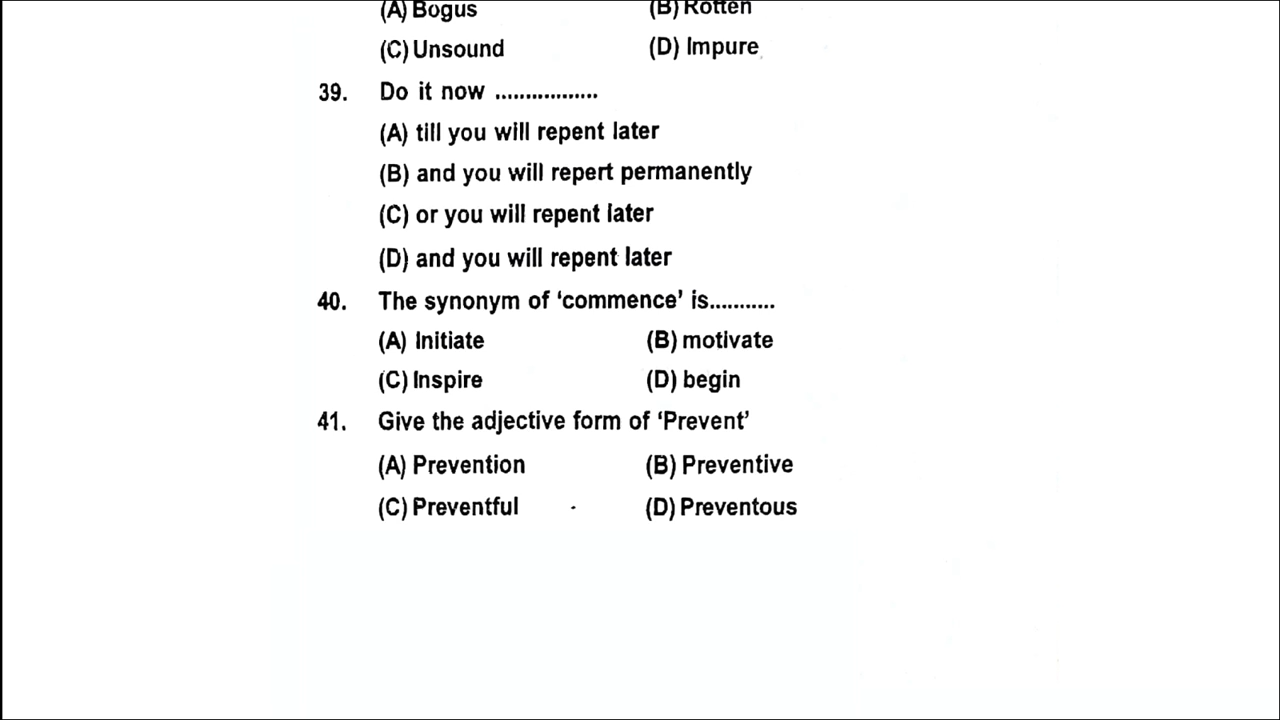 (A) Bogus (B) Rotten
(C) Unsound (D) Impure
39. Do it now .................
(A) till you will repent later
(B) and you will repert permanently
(C) or you will repent later
(D) and you will repent later
40. The synonym of ‘commence’ is...........
(A) Initiate (B) motivate
(C) Inspire (D) begin
41. Give the adjective form of ‘Prevent’
(A) Prevention (B) Preventive
(C) Preventful (D) Preventous